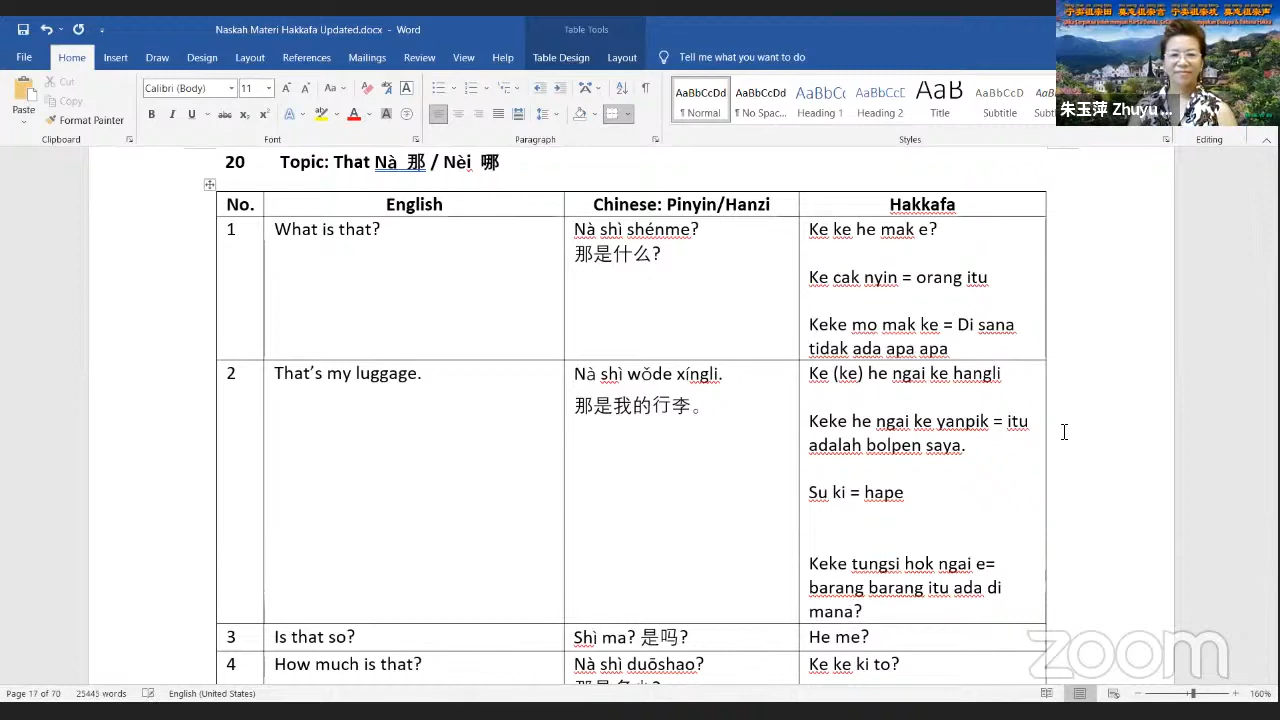 Naskah Materi Hakkafa Updated.docx - Word
Table Tools
File Home Insert Draw Design Layout References Mailings Review View Help Table Design Layout Tell me what you want to do
Paste
Cut
Copy
Format Painter
Calibri (Body) 11
AaBbCcDd AaBbCcDd AaBbCc AaBbCcD AaB AaBbCcD AaBbCcDd
¶ Normal ¶ No Spac... Heading 1 Heading 2 Title Subtitle
Clipboard Font Paragraph Styles Editing
朱玉萍 Zhuyu...
20 Topic: That Nà 那 / Nèi 哪
No. English Chinese: Pinyin/Hanzi Hakkafa
1 What is that? Nà shì shénme? Ke ke he mak e?
那是什么?
Ke cak nyin = orang itu
Keke mo mak ke = Di sana
tidak ada apa apa
2 That's my luggage. Nà shì wǒde xíngli. Ke (ke) he ngai ke hangli
那是我的行李。
Keke he ngai ke yanpik = itu
adalah bolpen saya.
Su ki = hape
Keke tungsi hok ngai e=
barang barang itu ada di
mana?
3 Is that so? Shì ma? 是吗? He me?
4 How much is that? Nà shì duōshao? Ke ke ki to?
zoom
Page 17 of 70 25445 words English (United States) 160%